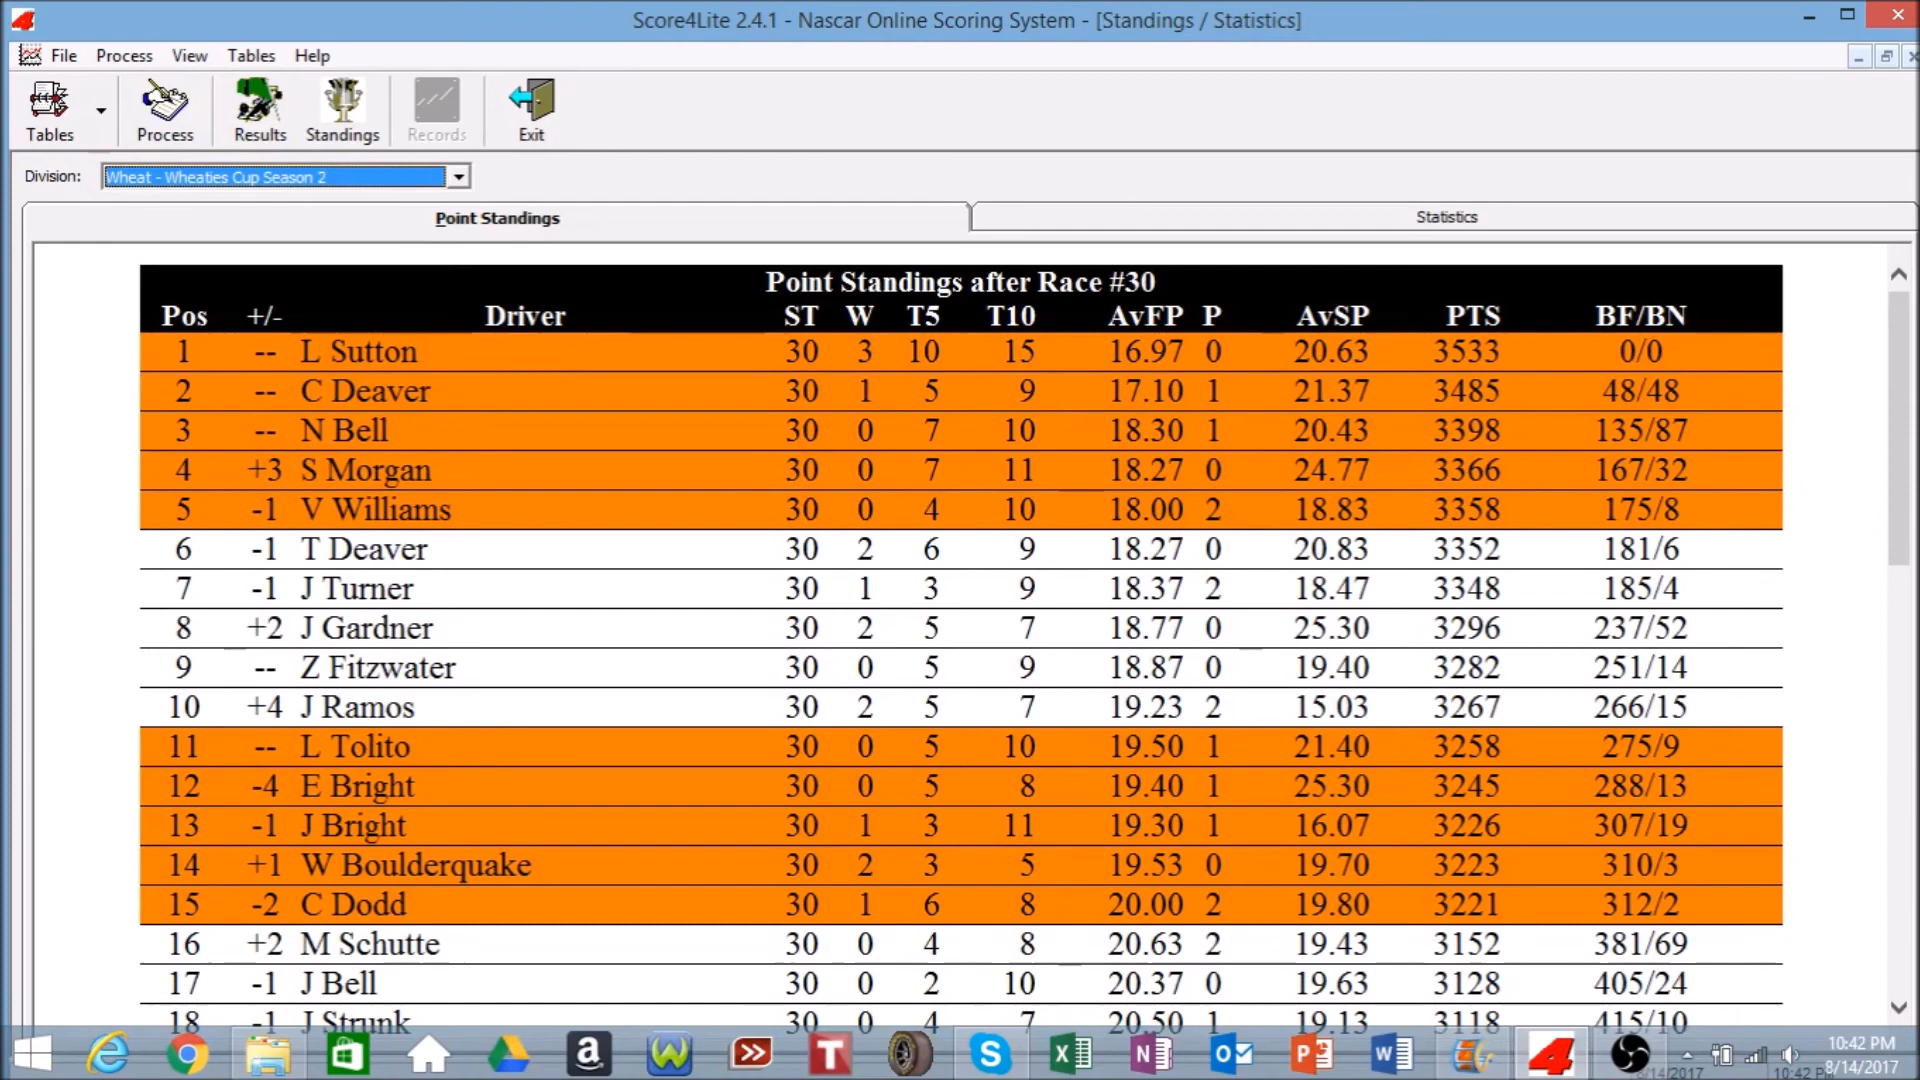 Score4Lite 2.4.1 - Nascar Online Scoring System - [Standings / Statistics]
File Process View Tables Help
Tables Process Results Standings Records Exit
Division: Wheat - Wheaties Cup Season 2
Point Standings Statistics
Point Standings after Race #30
Pos +/- Driver ST W T5 T10 AvFP P AvSP PTS BF/BN
1 -- L Sutton 30 3 10 15 16.97 0 20.63 3533 0/0
2 -- C Deaver 30 1 5 9 17.10 1 21.37 3485 48/48
3 -- N Bell 30 0 7 10 18.30 1 20.43 3398 135/87
4 +3 S Morgan 30 0 7 11 18.27 0 24.77 3366 167/32
5 -1 V Williams 30 0 4 10 18.00 2 18.83 3358 175/8
6 -1 T Deaver 30 2 6 9 18.27 0 20.83 3352 181/6
7 -1 J Turner 30 1 3 9 18.37 2 18.47 3348 185/4
8 +2 J Gardner 30 2 5 7 18.77 0 25.30 3296 237/52
9 -- Z Fitzwater 30 0 5 9 18.87 0 19.40 3282 251/14
10 +4 J Ramos 30 2 5 7 19.23 2 15.03 3267 266/15
11 -- L Tolito 30 0 5 10 19.50 1 21.40 3258 275/9
12 -4 E Bright 30 0 5 8 19.40 1 25.30 3245 288/13
13 -1 J Bright 30 1 3 11 19.30 1 16.07 3226 307/19
14 +1 W Boulderquake 30 2 3 5 19.53 0 19.70 3223 310/3
15 -2 C Dodd 30 1 6 8 20.00 2 19.80 3221 312/2
16 +2 M Schutte 30 0 4 8 20.63 2 19.43 3152 381/69
17 -1 J Bell 30 0 2 10 20.37 0 19.63 3128 405/24
18 -1 J Strunk 30 0 4 7 20.50 1 19.13 3118 415/10
10:42 PM
8/14/2017